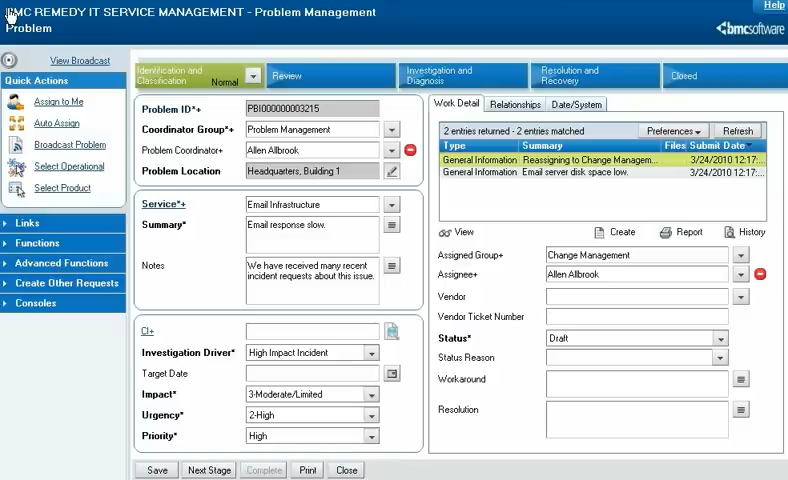 BMC REMEDY IT SERVICE MANAGEMENT - Problem Management
Help
Problem
bmcsoftware
View Broadcast
Quick Actions
Assign to Me
Auto Assign
Broadcast Problem
Select Operational
Select Product
Links
Functions
Advanced Functions
Create Other Requests
Consoles
Identification and
Classification
Normal
Review
Investigation and
Diagnosis
Resolution and
Recovery
Closed
Problem ID*+
PBI000000003215
Coordinator Group*+
Problem Management
Problem Coordinator+
Allen Allbrook
Problem Location
Headquarters, Building 1
Service*+
Email Infrastructure
Summary*
Email response slow.
Notes
We have received many recent
incident requests about this issue.
CI+
Investigation Driver*
High Impact Incident
Target Date
Impact*
3-Moderate/Limited
Urgency*
2-High
Priority*
High
Work Detail
Relationships
Date/System
2 entries returned - 2 entries matched
Preferences
Refresh
Type
Summary
Files
Submit Date
General Information
Reassigning to Change Managem...
3/24/2010 12:17:...
General Information
Email server disk space low.
3/24/2010 12:17:...
View
Create
Report
History
Assigned Group+
Change Management
Assignee+
Allen Allbrook
Vendor
Vendor Ticket Number
Status*
Draft
Status Reason
Workaround
Resolution
Save
Next Stage
Complete
Print
Close